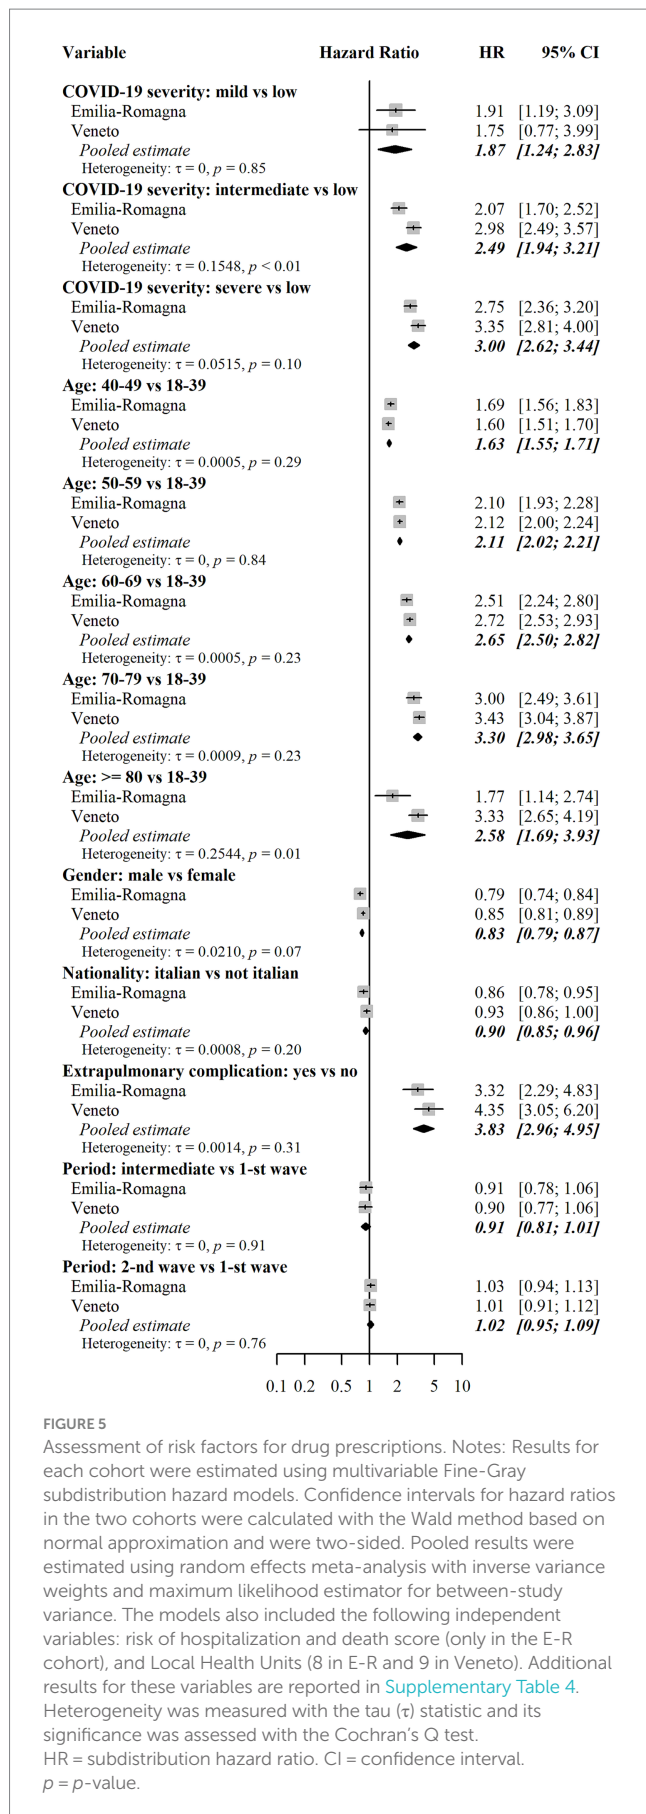 Variable Hazard Ratio HR 95% CI
COVID-19 severity: mild vs low
Emilia-Romagna 1.91 [1.19; 3.09]
Veneto 1.75 [0.77; 3.99]
Pooled estimate 1.87 [1.24; 2.83]
Heterogeneity: τ = 0, p = 0.85
COVID-19 severity: intermediate vs low
Emilia-Romagna 2.07 [1.70; 2.52]
Veneto 2.98 [2.49; 3.57]
Pooled estimate 2.49 [1.94; 3.21]
Heterogeneity: τ = 0.1548, p < 0.01
COVID-19 severity: severe vs low
Emilia-Romagna 2.75 [2.36; 3.20]
Veneto 3.35 [2.81; 4.00]
Pooled estimate 3.00 [2.62; 3.44]
Heterogeneity: τ = 0.0515, p = 0.10
Age: 40-49 vs 18-39
Emilia-Romagna 1.69 [1.56; 1.83]
Veneto 1.60 [1.51; 1.70]
Pooled estimate 1.63 [1.55; 1.71]
Heterogeneity: τ = 0.0005, p = 0.29
Age: 50-59 vs 18-39
Emilia-Romagna 2.10 [1.93; 2.28]
Veneto 2.12 [2.00; 2.24]
Pooled estimate 2.11 [2.02; 2.21]
Heterogeneity: τ = 0, p = 0.84
Age: 60-69 vs 18-39
Emilia-Romagna 2.51 [2.24; 2.80]
Veneto 2.72 [2.53; 2.93]
Pooled estimate 2.65 [2.50; 2.82]
Heterogeneity: τ = 0.0005, p = 0.23
Age: 70-79 vs 18-39
Emilia-Romagna 3.00 [2.49; 3.61]
Veneto 3.43 [3.04; 3.87]
Pooled estimate 3.30 [2.98; 3.65]
Heterogeneity: τ = 0.0009, p = 0.23
Age: >= 80 vs 18-39
Emilia-Romagna 1.77 [1.14; 2.74]
Veneto 3.33 [2.65; 4.19]
Pooled estimate 2.58 [1.69; 3.93]
Heterogeneity: τ = 0.2544, p = 0.01
Gender: male vs female
Emilia-Romagna 0.79 [0.74; 0.84]
Veneto 0.85 [0.81; 0.89]
Pooled estimate 0.83 [0.79; 0.87]
Heterogeneity: τ = 0.0210, p = 0.07
Nationality: italian vs not italian
Emilia-Romagna 0.86 [0.78; 0.95]
Veneto 0.93 [0.86; 1.00]
Pooled estimate 0.90 [0.85; 0.96]
Heterogeneity: τ = 0.0008, p = 0.20
Extrapulmonary complication: yes vs no
Emilia-Romagna 3.32 [2.29; 4.83]
Veneto 4.35 [3.05; 6.20]
Pooled estimate 3.83 [2.96; 4.95]
Heterogeneity: τ = 0.0014, p = 0.31
Period: intermediate vs 1-st wave
Emilia-Romagna 0.91 [0.78; 1.06]
Veneto 0.90 [0.77; 1.06]
Pooled estimate 0.91 [0.81; 1.01]
Heterogeneity: τ = 0, p = 0.91
Period: 2-nd wave vs 1-st wave
Emilia-Romagna 1.03 [0.94; 1.13]
Veneto 1.01 [0.91; 1.12]
Pooled estimate 1.02 [0.95; 1.09]
Heterogeneity: τ = 0, p = 0.76
0.1 0.2 0.5 1 2 5 10
FIGURE 5
Assessment of risk factors for drug prescriptions. Notes: Results for
each cohort were estimated using multivariable Fine-Gray
subdistribution hazard models. Confidence intervals for hazard ratios
in the two cohorts were calculated with the Wald method based on
normal approximation and were two-sided. Pooled results were
estimated using random effects meta-analysis with inverse variance
weights and maximum likelihood estimator for between-study
variance. The models also included the following independent
variables: risk of hospitalization and death score (only in the E-R
cohort), and Local Health Units (8 in E-R and 9 in Veneto). Additional
results for these variables are reported in Supplementary Table 4.
Heterogeneity was measured with the tau (τ) statistic and its
significance was assessed with the Cochran's Q test.
HR = subdistribution hazard ratio. CI = confidence interval.
p = p-value.